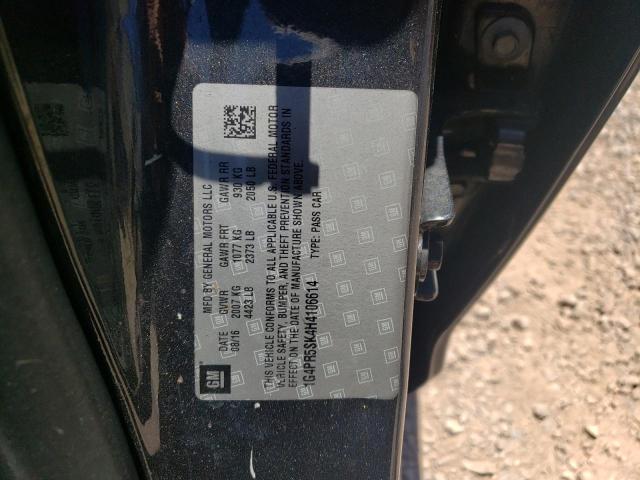 GM
MFD BY GENERAL MOTORS LLC
DATE GVWR GAWR FRT GAWR RR
08/16 2007 KG 1077 KG 930 KG
4423 LB 2373 LB 2050 LB
THIS VEHICLE CONFORMS TO ALL APPLICABLE U.S. FEDERAL MOTOR
VEHICLE SAFETY, BUMPER, AND THEFT PREVENTION STANDARDS IN
EFFECT ON THE DATE OF MANUFACTURE SHOWN ABOVE.
1G4PR5SK4H4106614 TYPE: PASS CAR